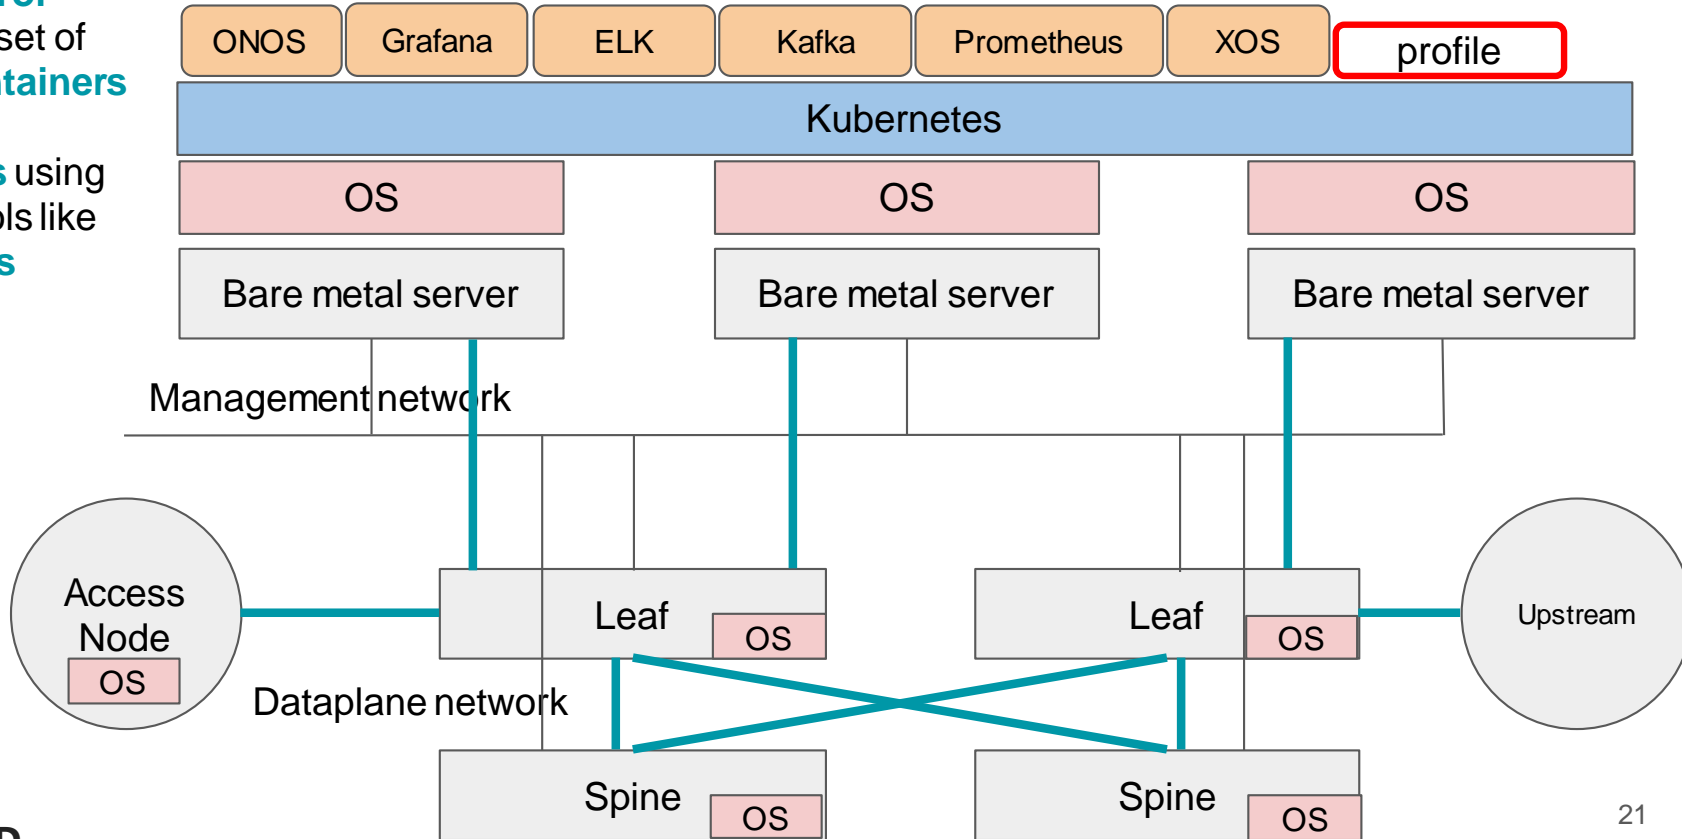 set of
tainers
s using
ols like
s
ONOS
Grafana
ELK
Kafka
Prometheus
XOS
profile
Kubernetes
OS
OS
OS
Bare metal server
Bare metal server
Bare metal server
Management network
Access
Node
OS
Leaf
OS
Leaf
OS
Upstream
Dataplane network
Spine
OS
Spine
OS
21